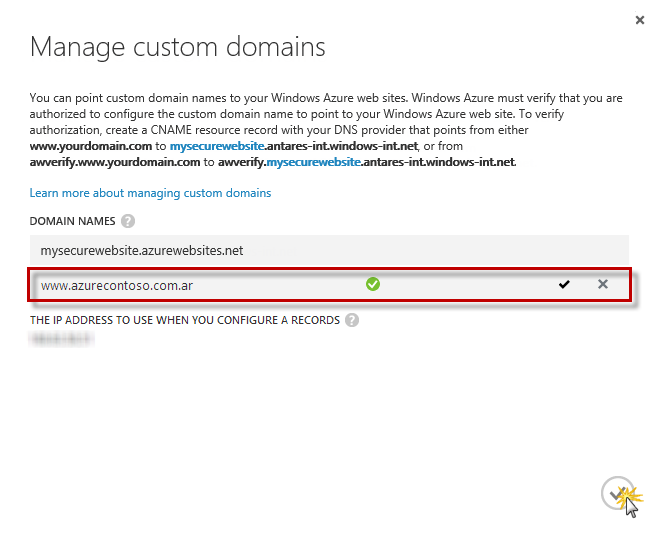 Manage custom domains
You can point custom domain names to your Windows Azure web sites. Windows Azure must verify that you are
authorized to configure the custom domain name to point to your Windows Azure web site. To verify
authorization, create a CNAME resource record with your DNS provider that points from either
www.yourdomain.com to mysecurewebsite.antares-int.windows-int.net, or from
awverify.www.yourdomain.com to awverify.mysecurewebsite.antares-int.windows-int.net.
Learn more about managing custom domains
DOMAIN NAMES ?
mysecurewebsite.azurewebsites.net
www.azurecontoso.com.ar
THE IP ADDRESS TO USE WHEN YOU CONFIGURE A RECORDS ?